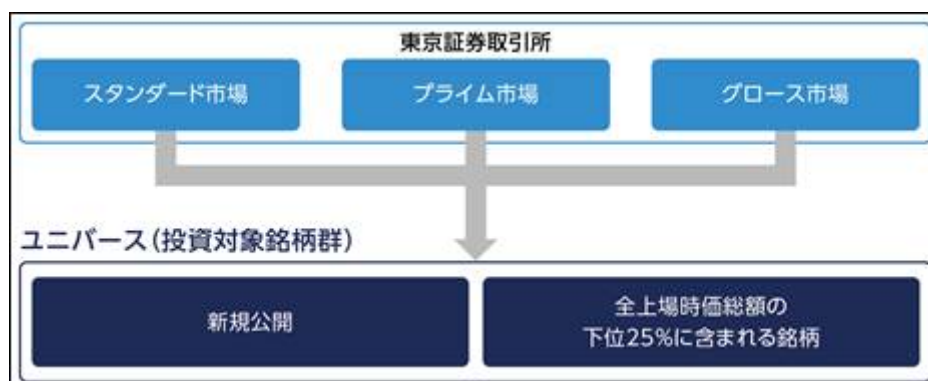 東京証券取引所
スタンダード市場
プライム市場
グロース市場
ユニバース(投資対象銘柄群)
新規公開
全上場時価総額の
下位25%に含まれる銘柄